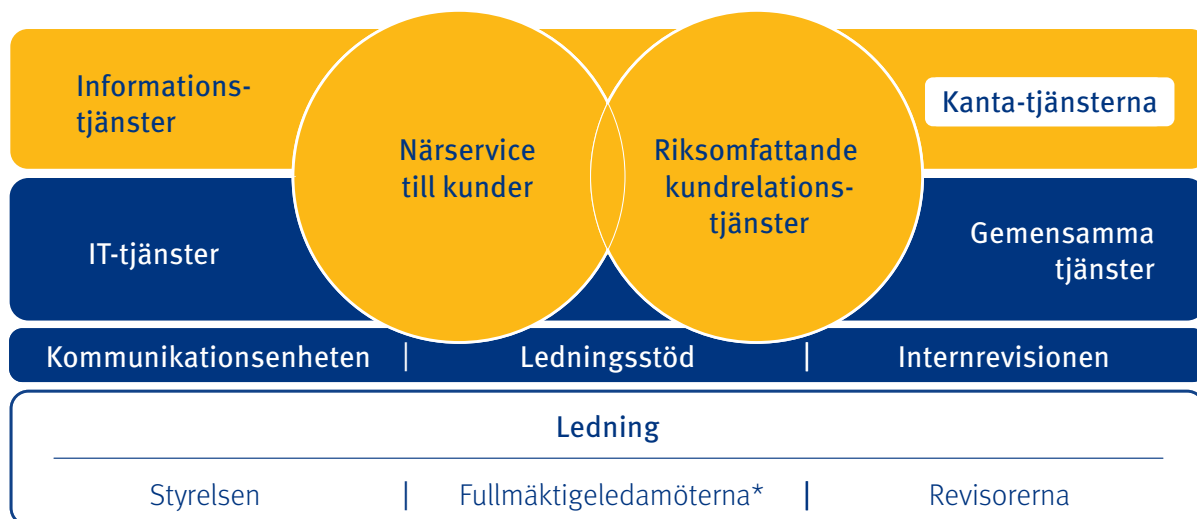 Informations-
tjänster
Närservice
till kunder
Riksomfattande
kundrelations-
tjänster
Kanta-tjänsterna
IT-tjänster
Gemensamma
tjänster
Kommunikationsenheten | Ledningsstöd | Internrevisionen
Ledning
Styrelsen | Fullmäktigeledamöterna* | Revisorerna